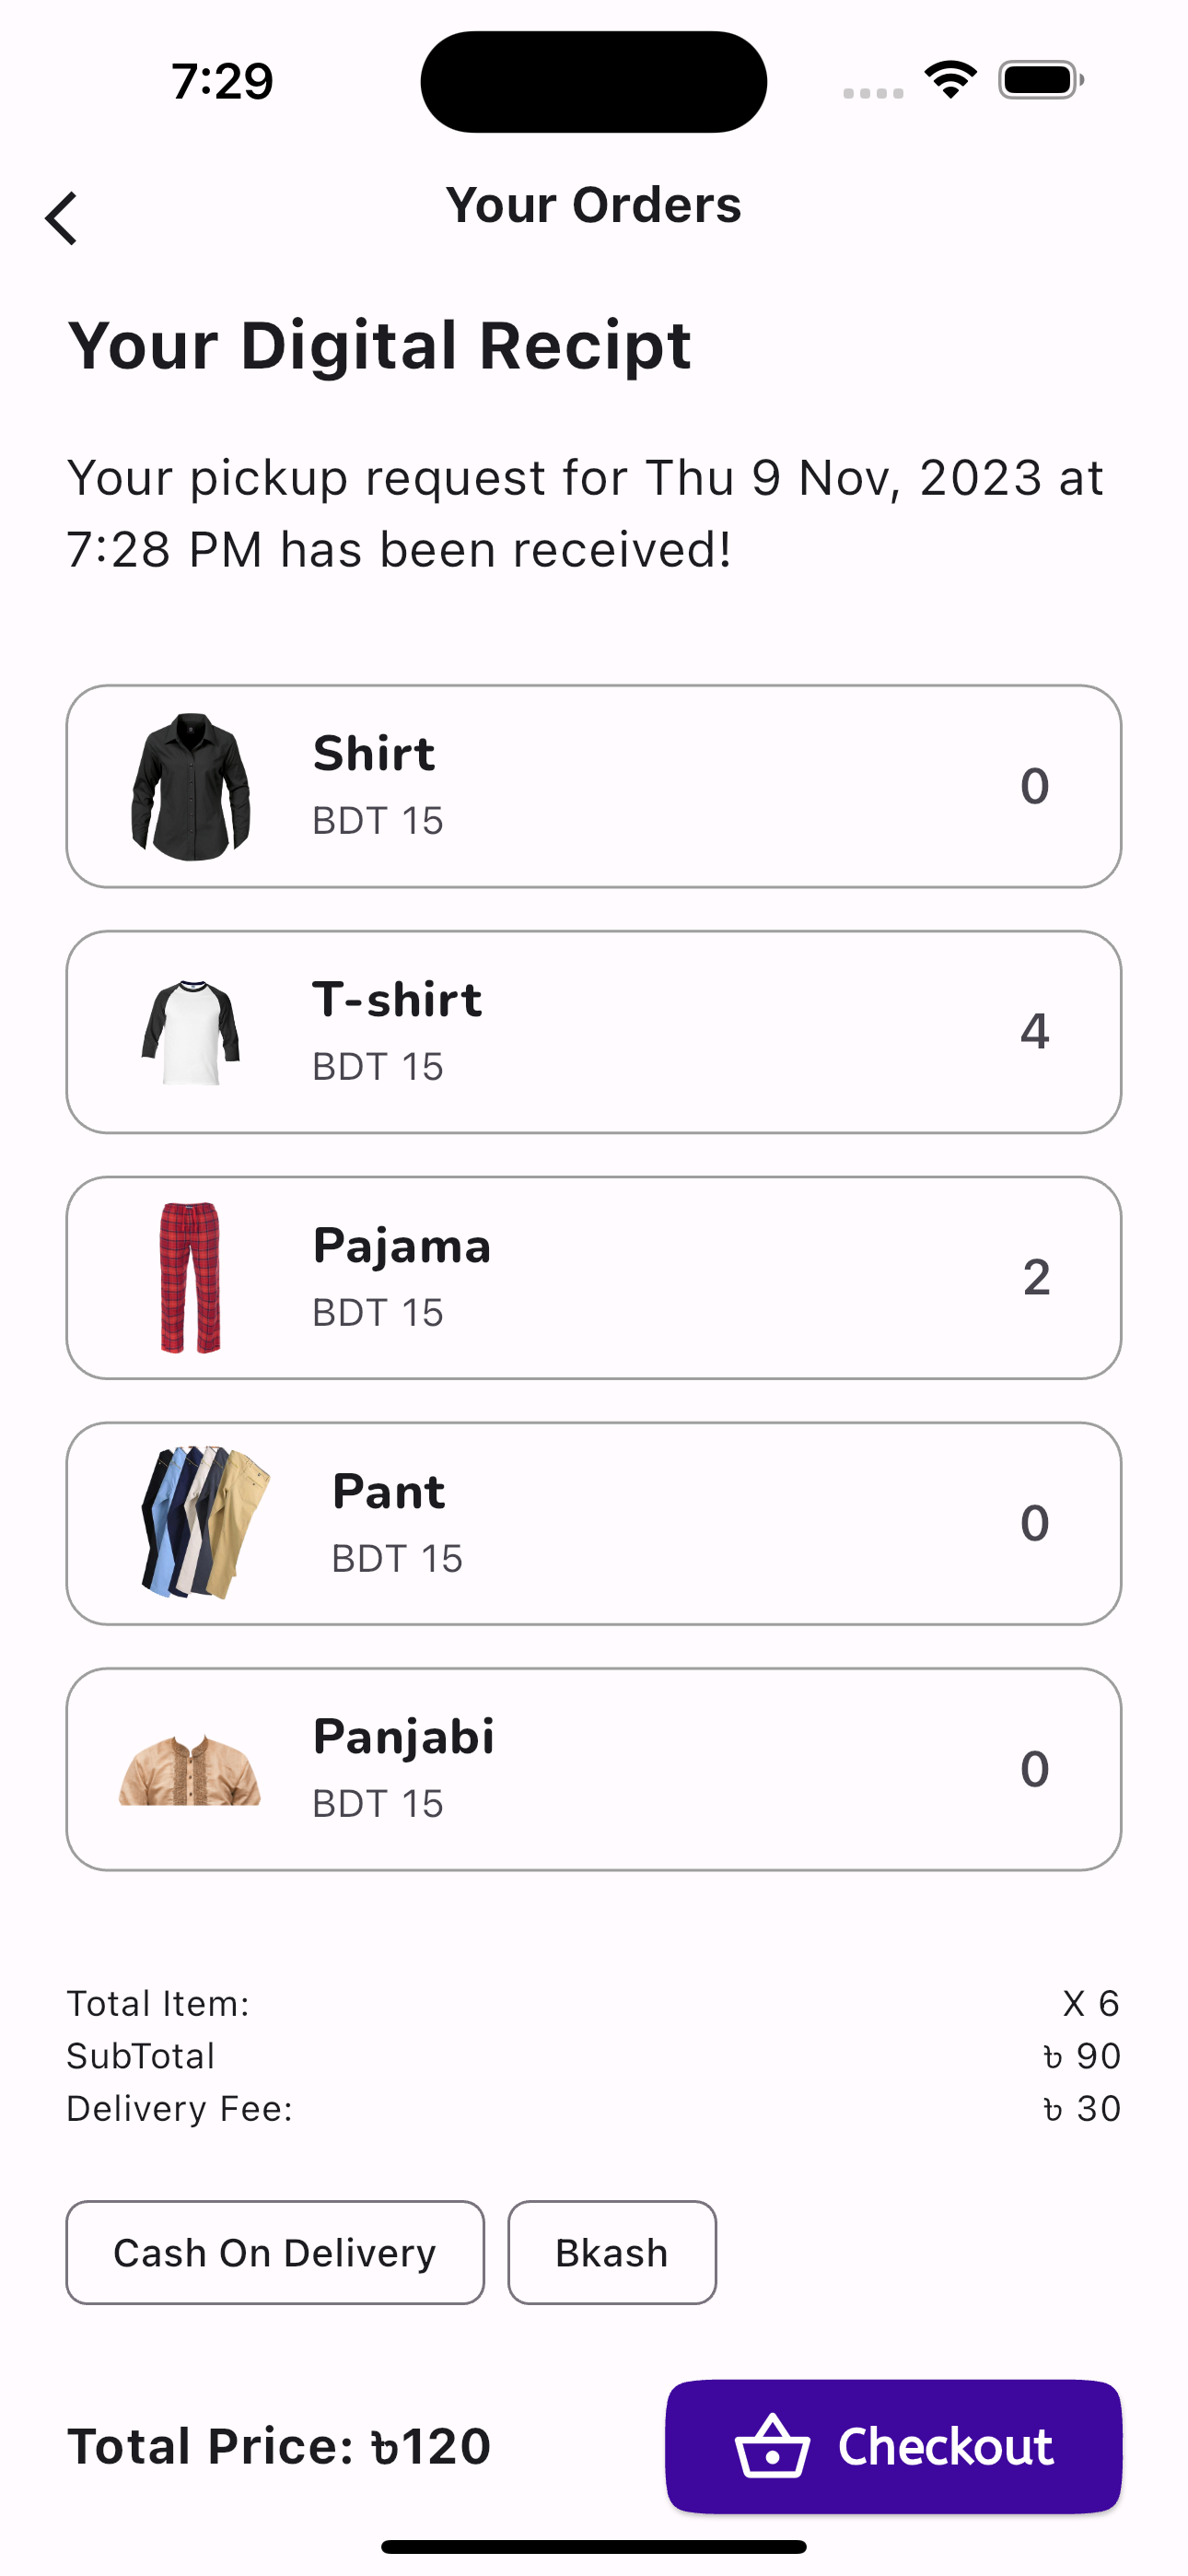 7:29
Your Orders
Your Digital Recipt
Your pickup request for Thu 9 Nov, 2023 at
7:28 PM has been received!
Shirt
BDT 15
0
T-shirt
BDT 15
4
Pajama
BDT 15
2
Pant
BDT 15
0
Panjabi
BDT 15
0
Total Item: X 6
SubTotal ৳ 90
Delivery Fee: ৳ 30
Cash On Delivery Bkash
Total Price: ৳120 Checkout